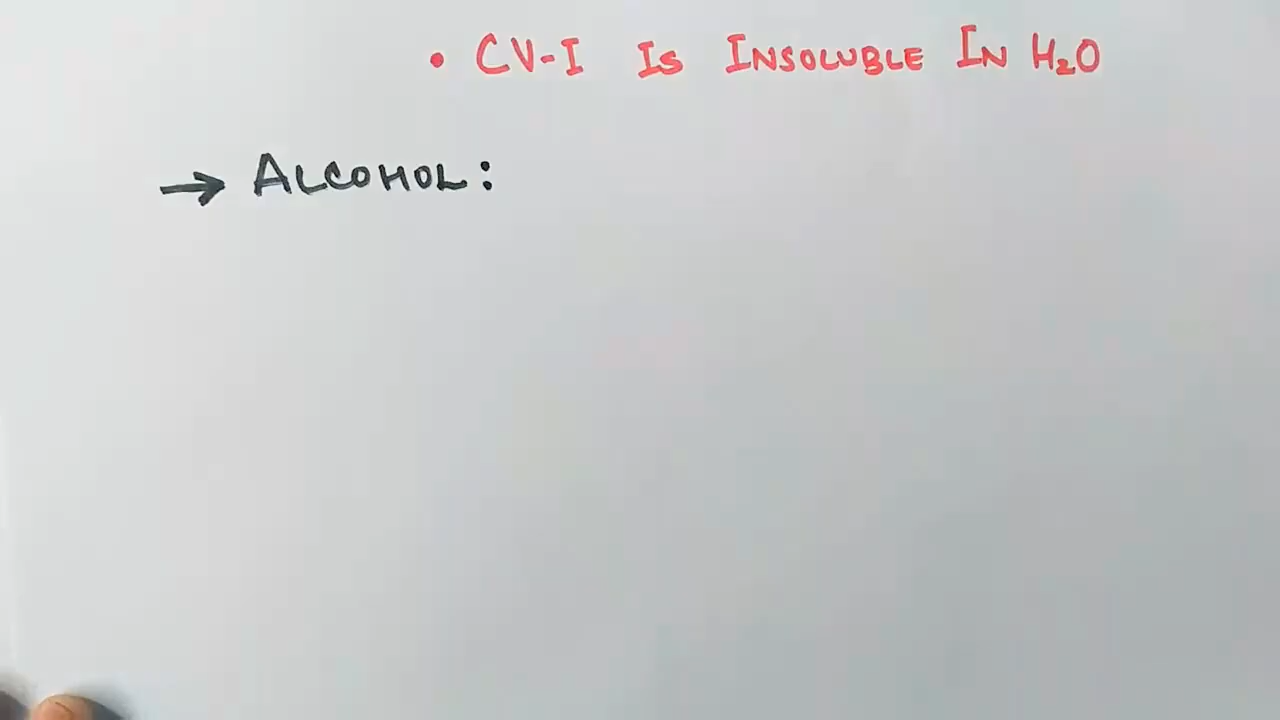 • CV-I Is INSOLUBLE IN H₂O
→ ALCOHOL: